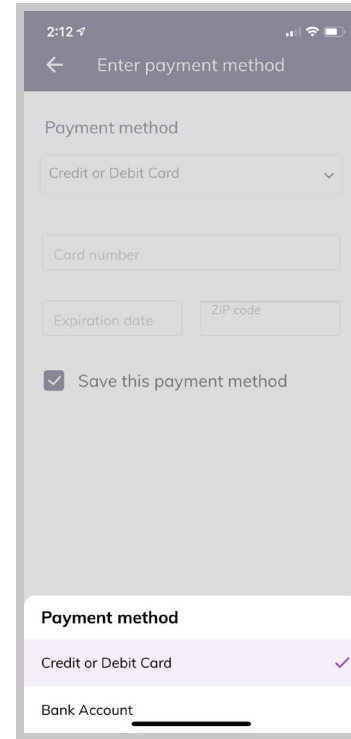 2:12
Enter payment method
Payment method
Credit or Debit Card
Card number
Expiration date
ZIP code
Save this payment method
Payment method
Credit or Debit Card
Bank Account